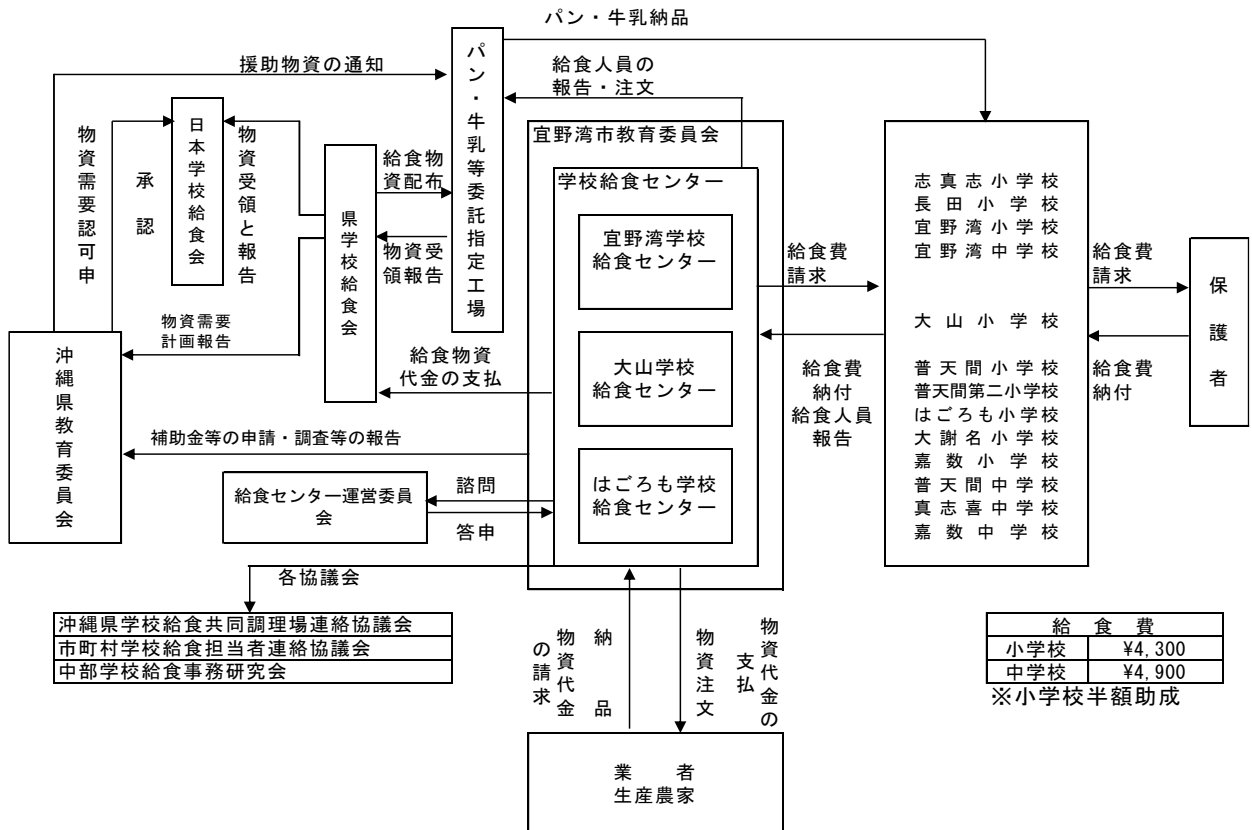 パン・牛乳納品
援助物資の通知
給食人員の
報告・注文
パン・牛乳等委託指定工場
日本学校給食会
物資需要認可申
承認
物資受領と報告
県学校給食会
給食物
資配布
物資受
領報告
宜野湾市教育委員会
学校給食センター
宜野湾学校
給食センター
大山学校
給食センター
はごろも学校
給食センター
給食費
請求
給食費
納付
給食人員
報告
志真志小学校
長田小学校
宜野湾小学校
宜野湾中学校
大山小学校
普天間小学校
普天間第二小学校
はごろも小学校
大謝名小学校
嘉数小学校
普天間中学校
真志喜中学校
嘉数中学校
給食費
請求
給食費
納付
保護者
物資需要
計画報告
給食物資
代金の支払
沖縄県教育委員会
補助金等の申請・調査等の報告
給食センター運営委員
会
諮問
答申
各協議会
沖縄県学校給食共同調理場連絡協議会
市町村学校給食担当者連絡協議会
中部学校給食事務研究会
納品
物資代金
の請求
物資注文
物資代金の
支払
業者
生産農家
給食費
小学校 ¥4,300
中学校 ¥4,900
※小学校半額助成